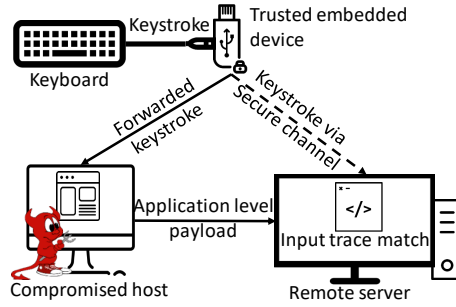 Keystroke
Trusted embedded
device
Keyboard
Forwarded
keystroke
Keystroke via
Secure channel
</>
Application level
payload
Input trace match
Compromised host
Remote server